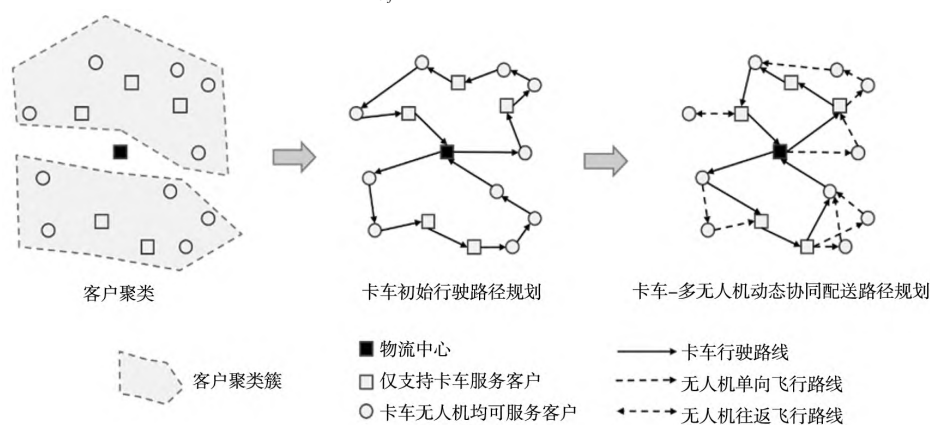 客户聚类
卡车初始行驶路径规划
卡车-多无人机动态协同配送路径规划
客户聚类簇
物流中心
仅支持卡车服务客户
卡车无人机均可服务客户
卡车行驶路线
无人机单向飞行路线
无人机往返飞行路线